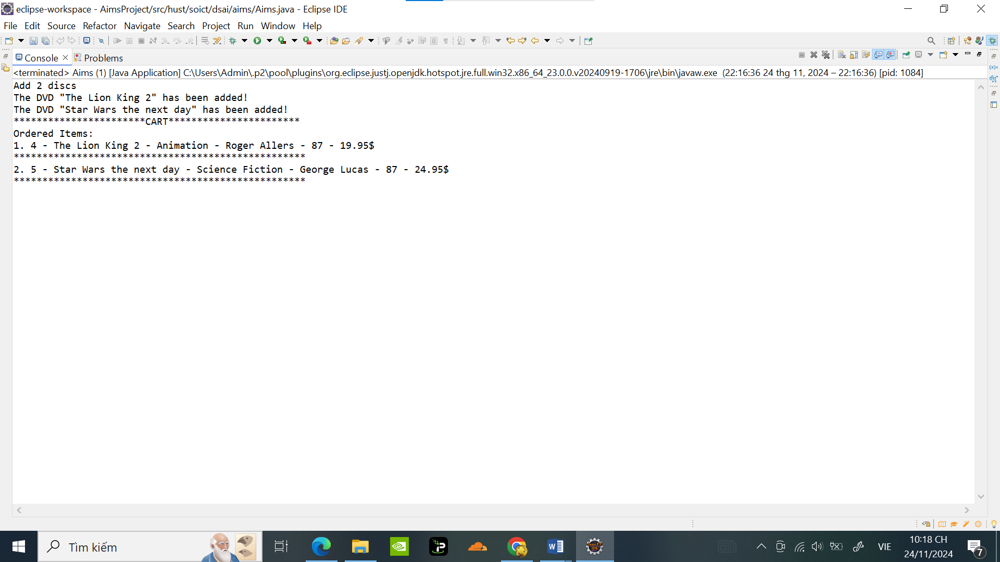 eclipse-workspace - AimsProject/src/hust/soict/dsai/aims/Aims.java - Eclipse IDE
File Edit Source Refactor Navigate Search Project Run Window Help
Console Problems
<terminated> Aims (1) [Java Application] C:\Users\Admin\.p2\pool\plugins\org.eclipse.justj.openjdk.hotspot.jre.full.win32.x86_64_23.0.0.v20240919-1706\jre\bin\javaw.exe (22:16:36 24 thg 11, 2024 – 22:16:36) [pid: 1084]
Add 2 discs
The DVD "The Lion King 2" has been added!
The DVD "Star Wars the next day" has been added!
***********************CART***********************
Ordered Items:
1. 4 - The Lion King 2 - Animation - Roger Allers - 87 - 19.95$
***************************************************
2. 5 - Star Wars the next day - Science Fiction - George Lucas - 87 - 24.95$
***************************************************
Tìm kiếm
VIE
10:18 CH
24/11/2024
7